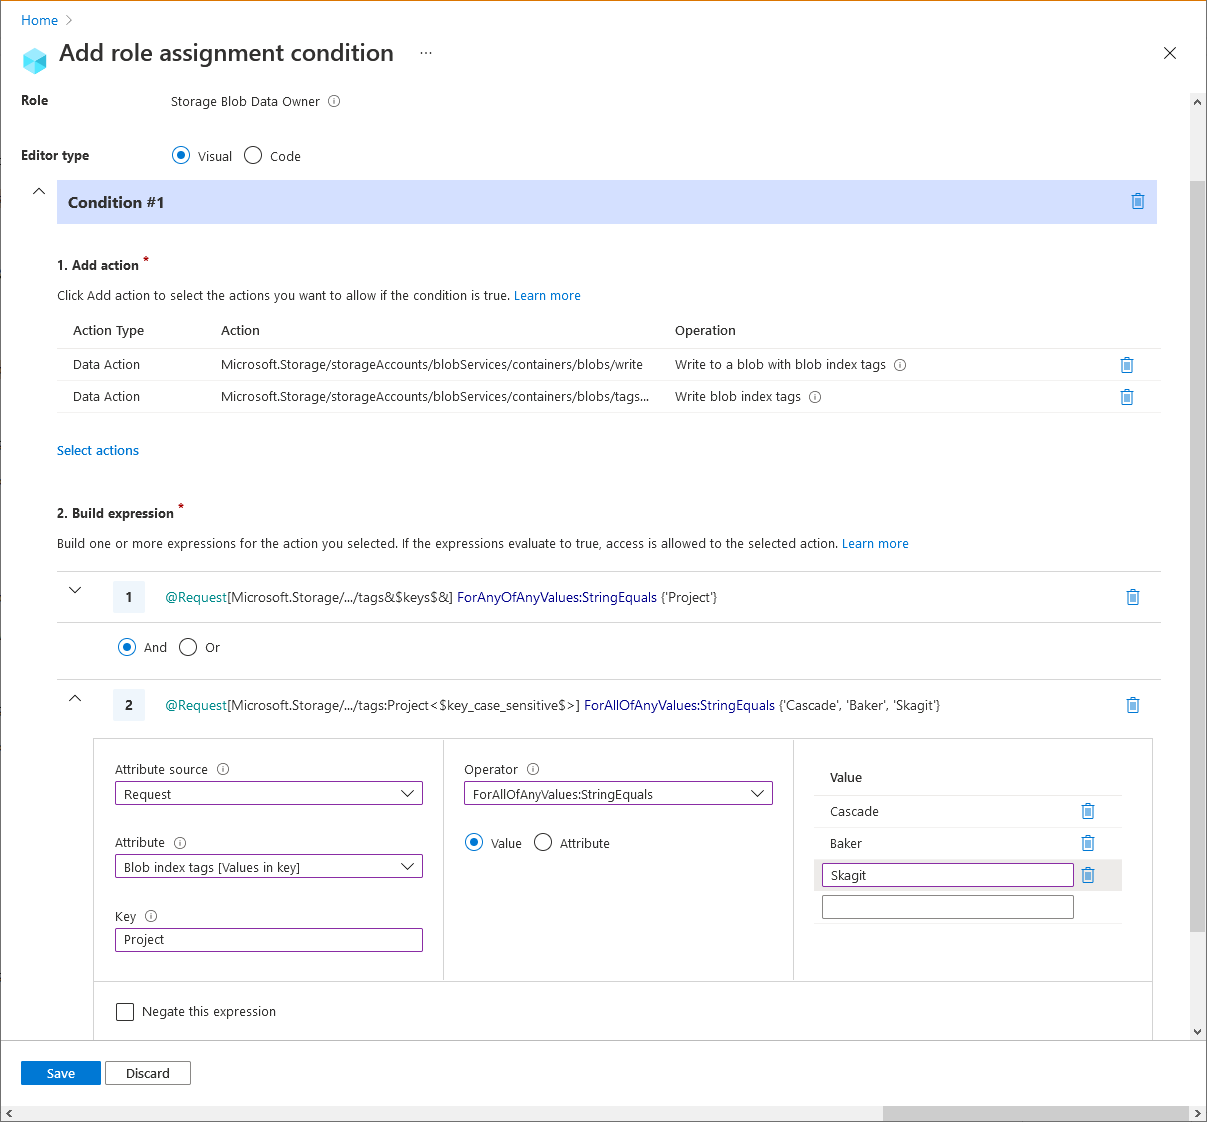 Home
Add role assignment condition ...
Role Storage Blob Data Owner
Editor type Visual Code
Condition #1
1. Add action *
Click Add action to select the actions you want to allow if the condition is true. Learn more
Action Type Action Operation
Data Action Microsoft.Storage/storageAccounts/blobServices/containers/blobs/write Write to a blob with blob index tags
Data Action Microsoft.Storage/storageAccounts/blobServices/containers/blobs/tags... Write blob index tags
Select actions
2. Build expression *
Build one or more expressions for the action you selected. If the expressions evaluate to true, access is allowed to the selected action. Learn more
1 @Request[Microsoft.Storage/.../tags&$keys$&] ForAnyOfAnyValues:StringEquals {'Project'}
And Or
2 @Request[Microsoft.Storage/.../tags:Project<$key_case_sensitive$>] ForAllOfAnyValues:StringEquals {'Cascade', 'Baker', 'Skagit'}
Attribute source
Request
Attribute
Blob index tags [Values in key]
Key
Project
Operator
ForAllOfAnyValues:StringEquals
Value Attribute
Value
Cascade
Baker
Skagit
Negate this expression
Save Discard